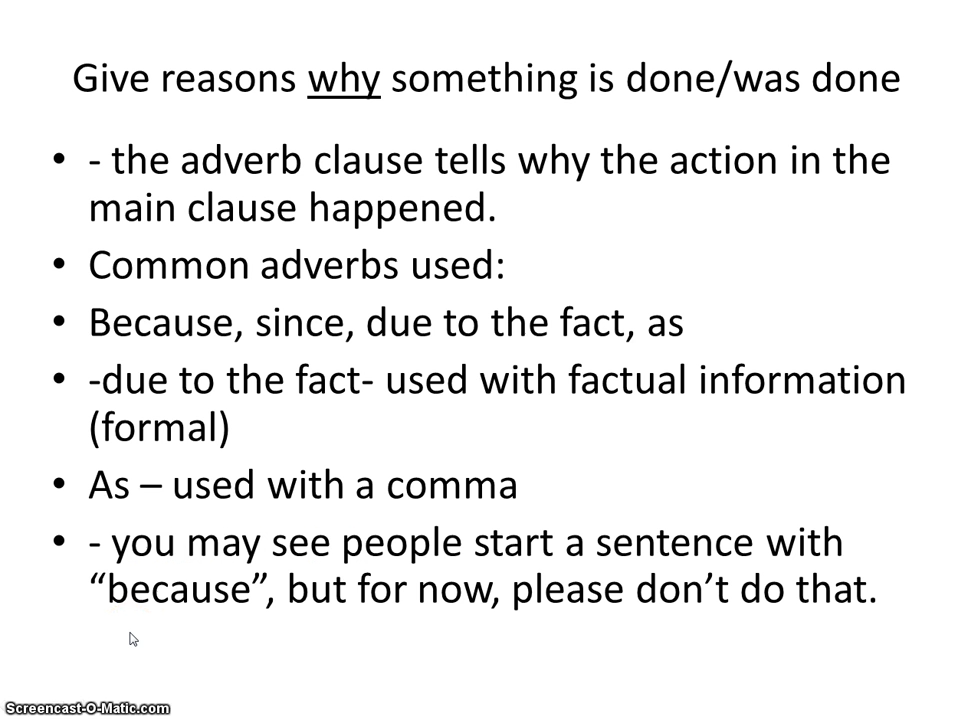 Give reasons why something is done/was done
• - the adverb clause tells why the action in the
main clause happened.
• Common adverbs used:
• Because, since, due to the fact, as
• -due to the fact- used with factual information
(formal)
• As – used with a comma
• - you may see people start a sentence with
“because”, but for now, please don’t do that.
Screencast-O-Matic.com